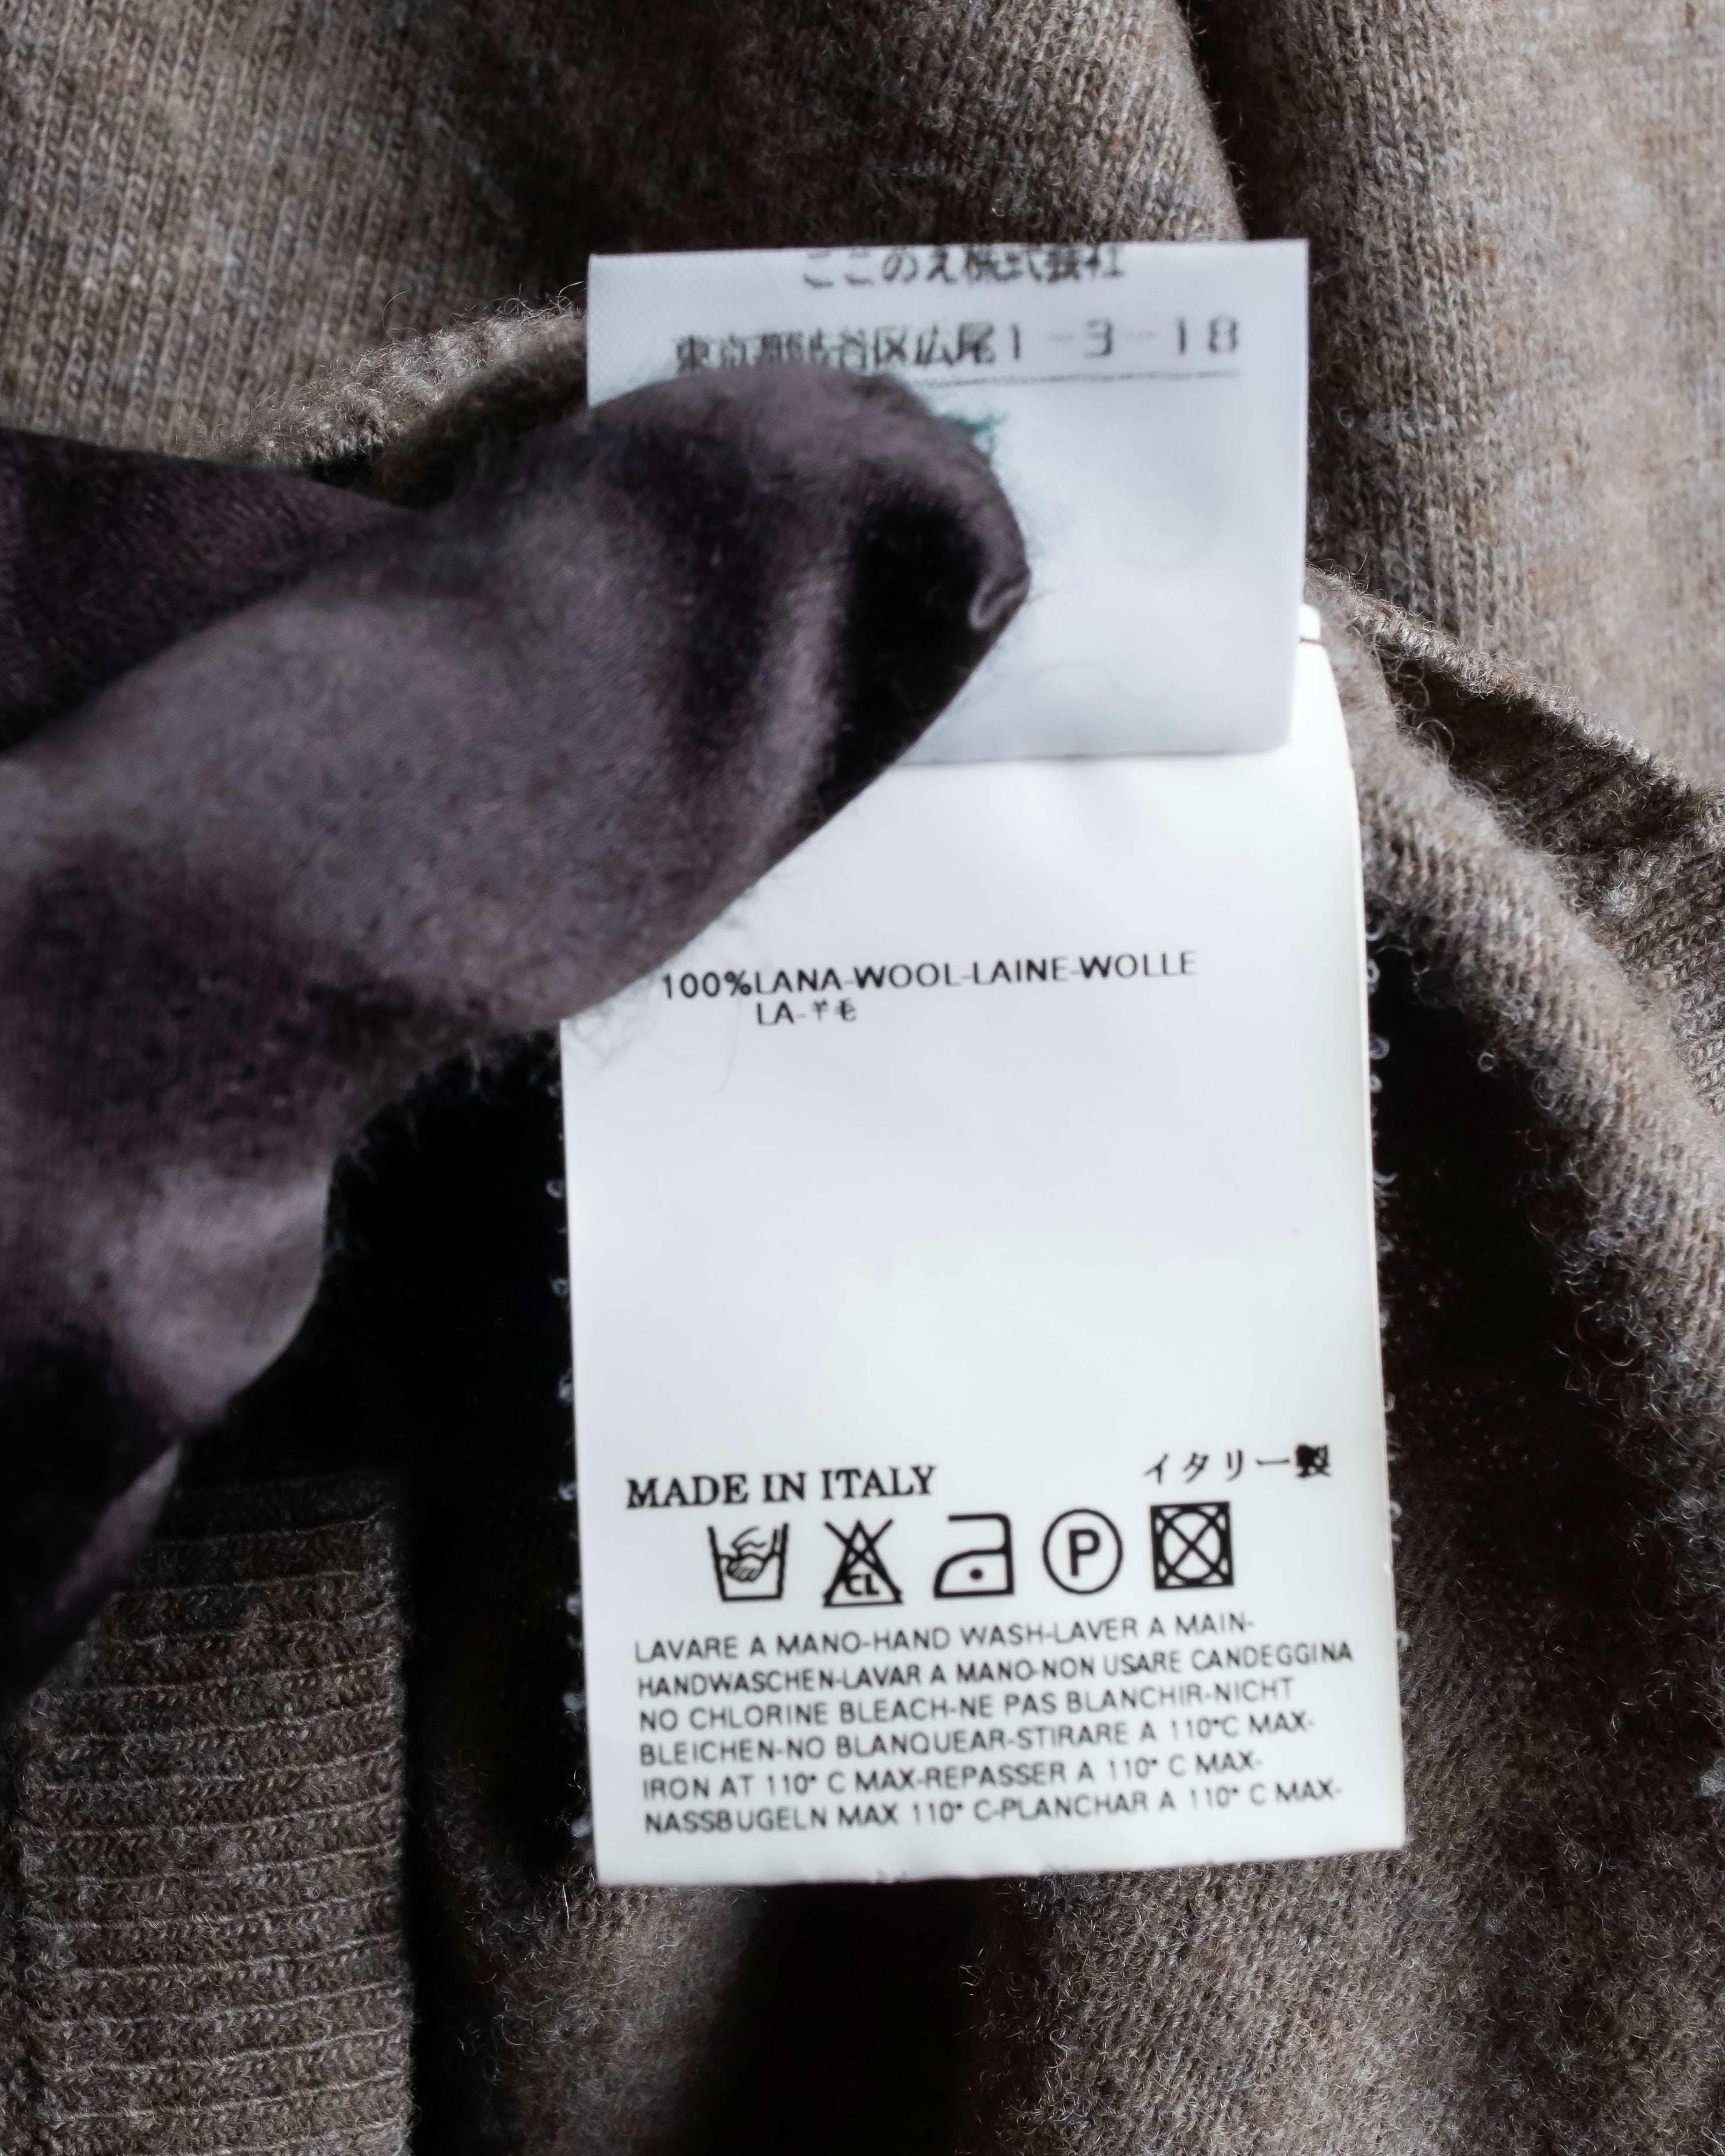 ここのえ株式会社
東京都渋谷区広尾1-3-18
100%LANA-WOOL-LAINE-WOLLE
LA-羊毛
MADE IN ITALY イタリー製
CL P
LAVARE A MANO-HAND WASH-LAVER A MAIN-
HANDWASCHEN-LAVAR A MANO-NON USARE CANDEGGINA
NO CHLORINE BLEACH-NE PAS BLANCHIR-NICHT
BLEICHEN-NO BLANQUEAR-STIRARE A 110°C MAX-
IRON AT 110° C MAX-REPASSER A 110° C MAX-
NASSBUGELN MAX 110° C-PLANCHAR A 110° C MAX-